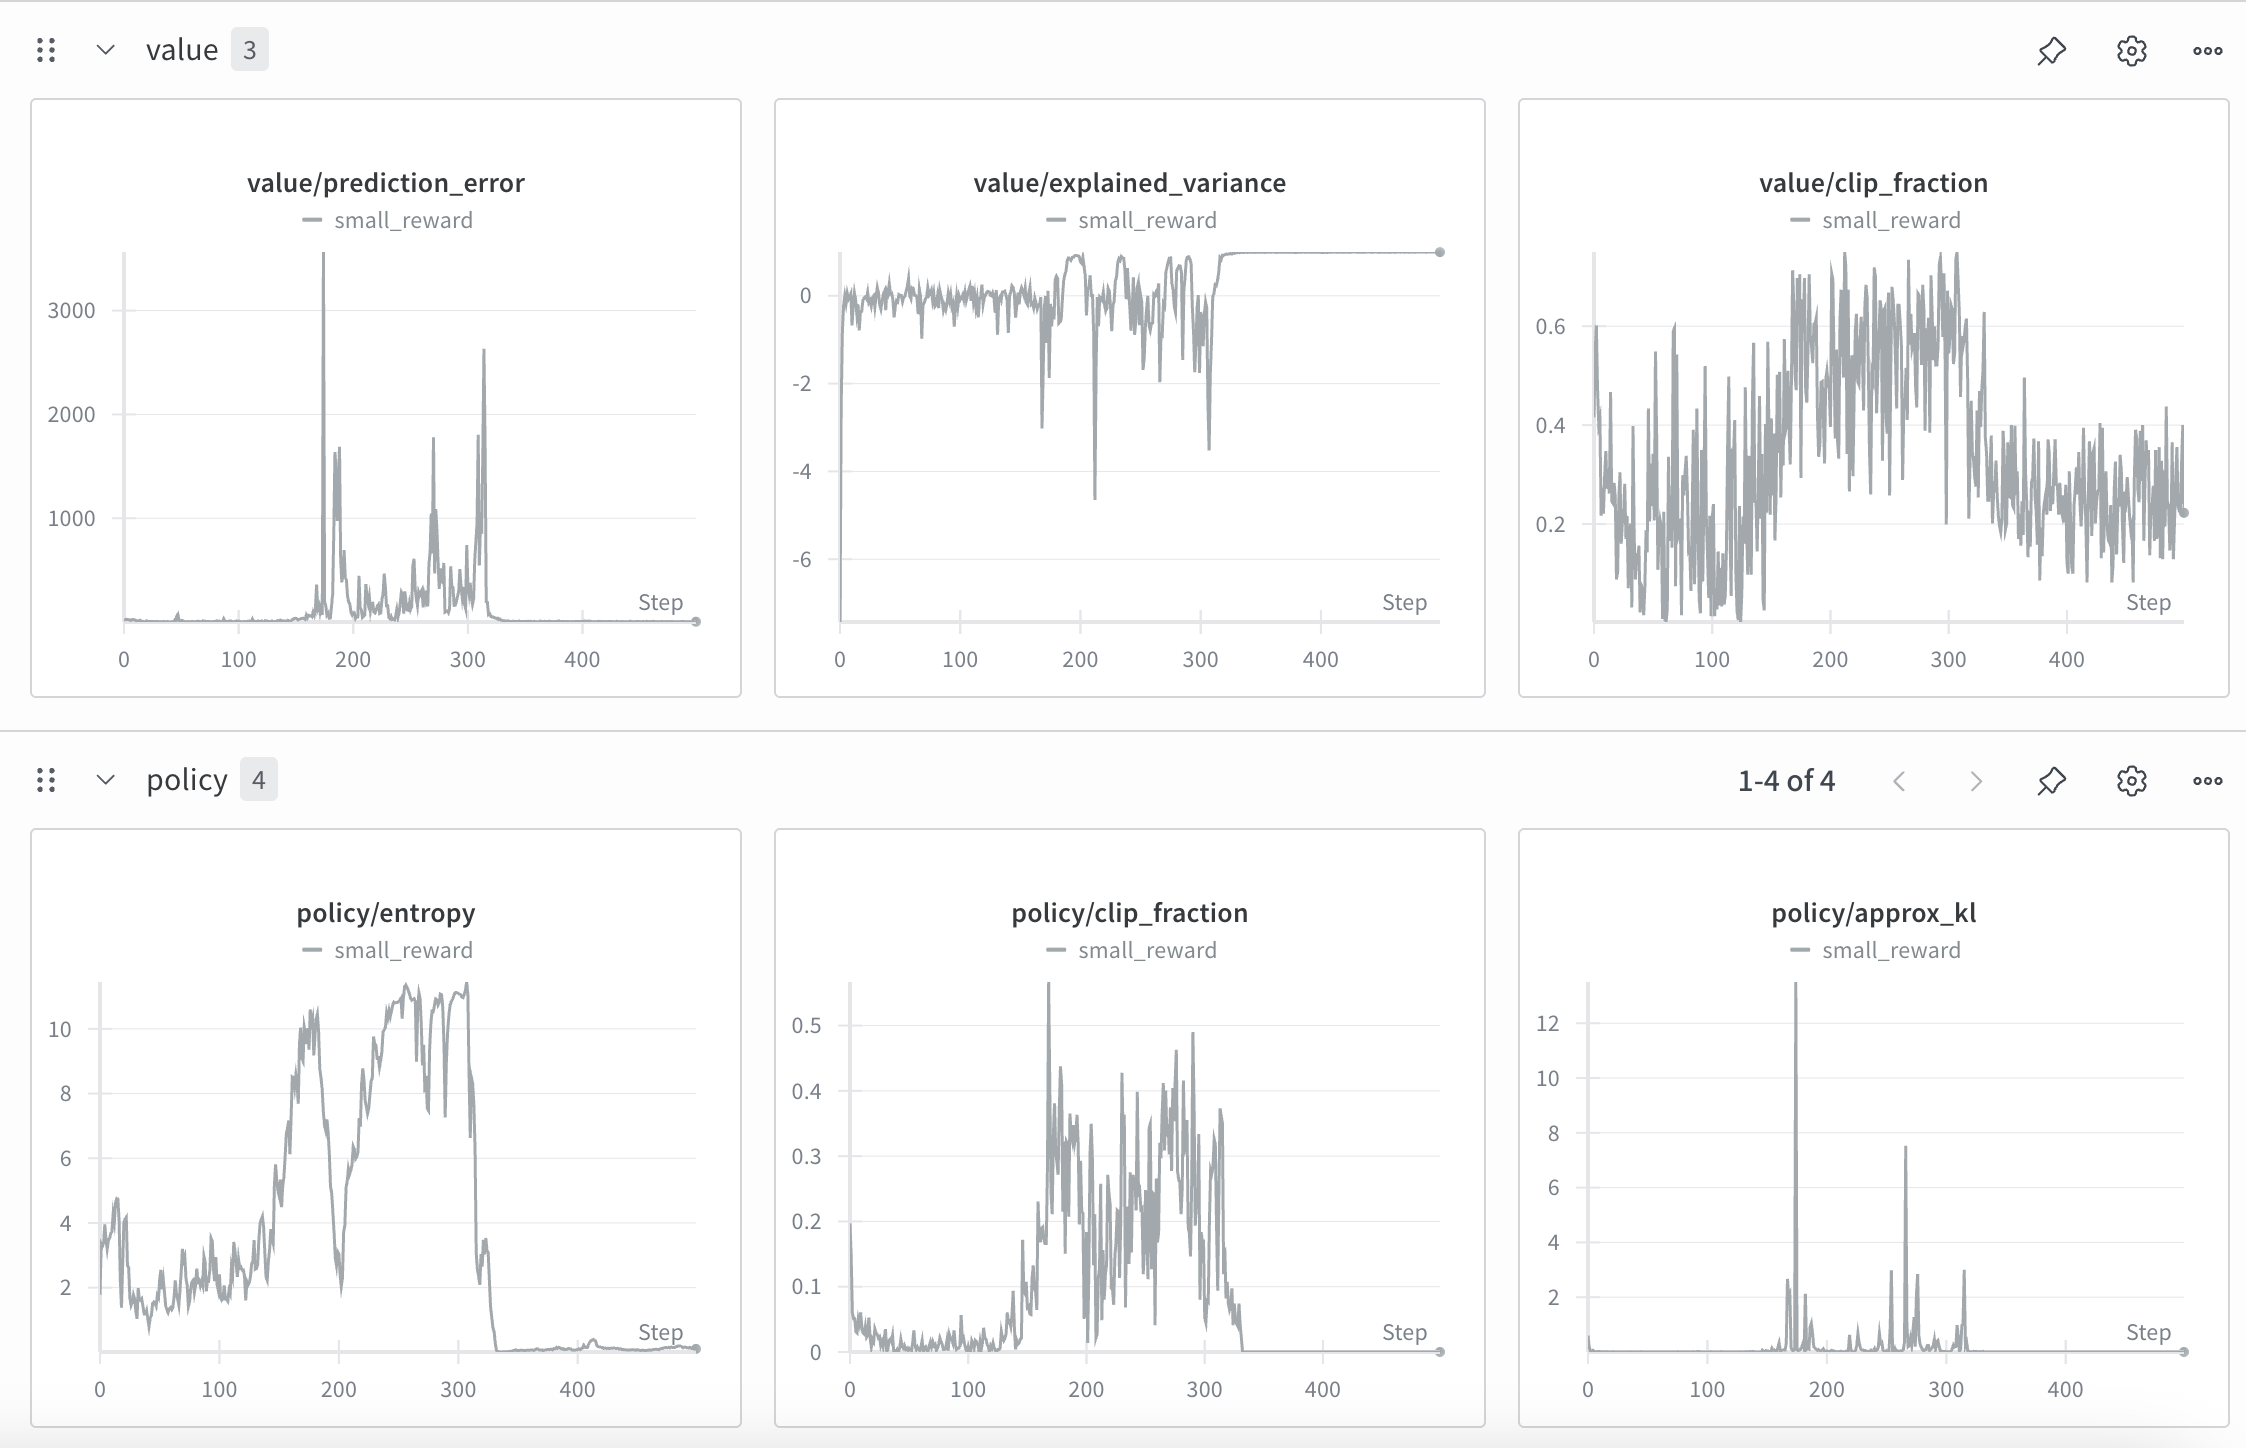 value 3
value/prediction_error
small_reward
3000
2000
1000
Step
0 100 200 300 400
value/explained_variance
small_reward
0
-2
-4
-6
Step
0 100 200 300 400
value/clip_fraction
small_reward
0.6
0.4
0.2
Step
0 100 200 300 400
policy 4
1-4 of 4
policy/entropy
small_reward
10
8
6
4
2
Step
0 100 200 300 400
policy/clip_fraction
small_reward
0.5
0.4
0.3
0.2
0.1
0
Step
0 100 200 300 400
policy/approx_kl
small_reward
12
10
8
6
4
2
Step
0 100 200 300 400